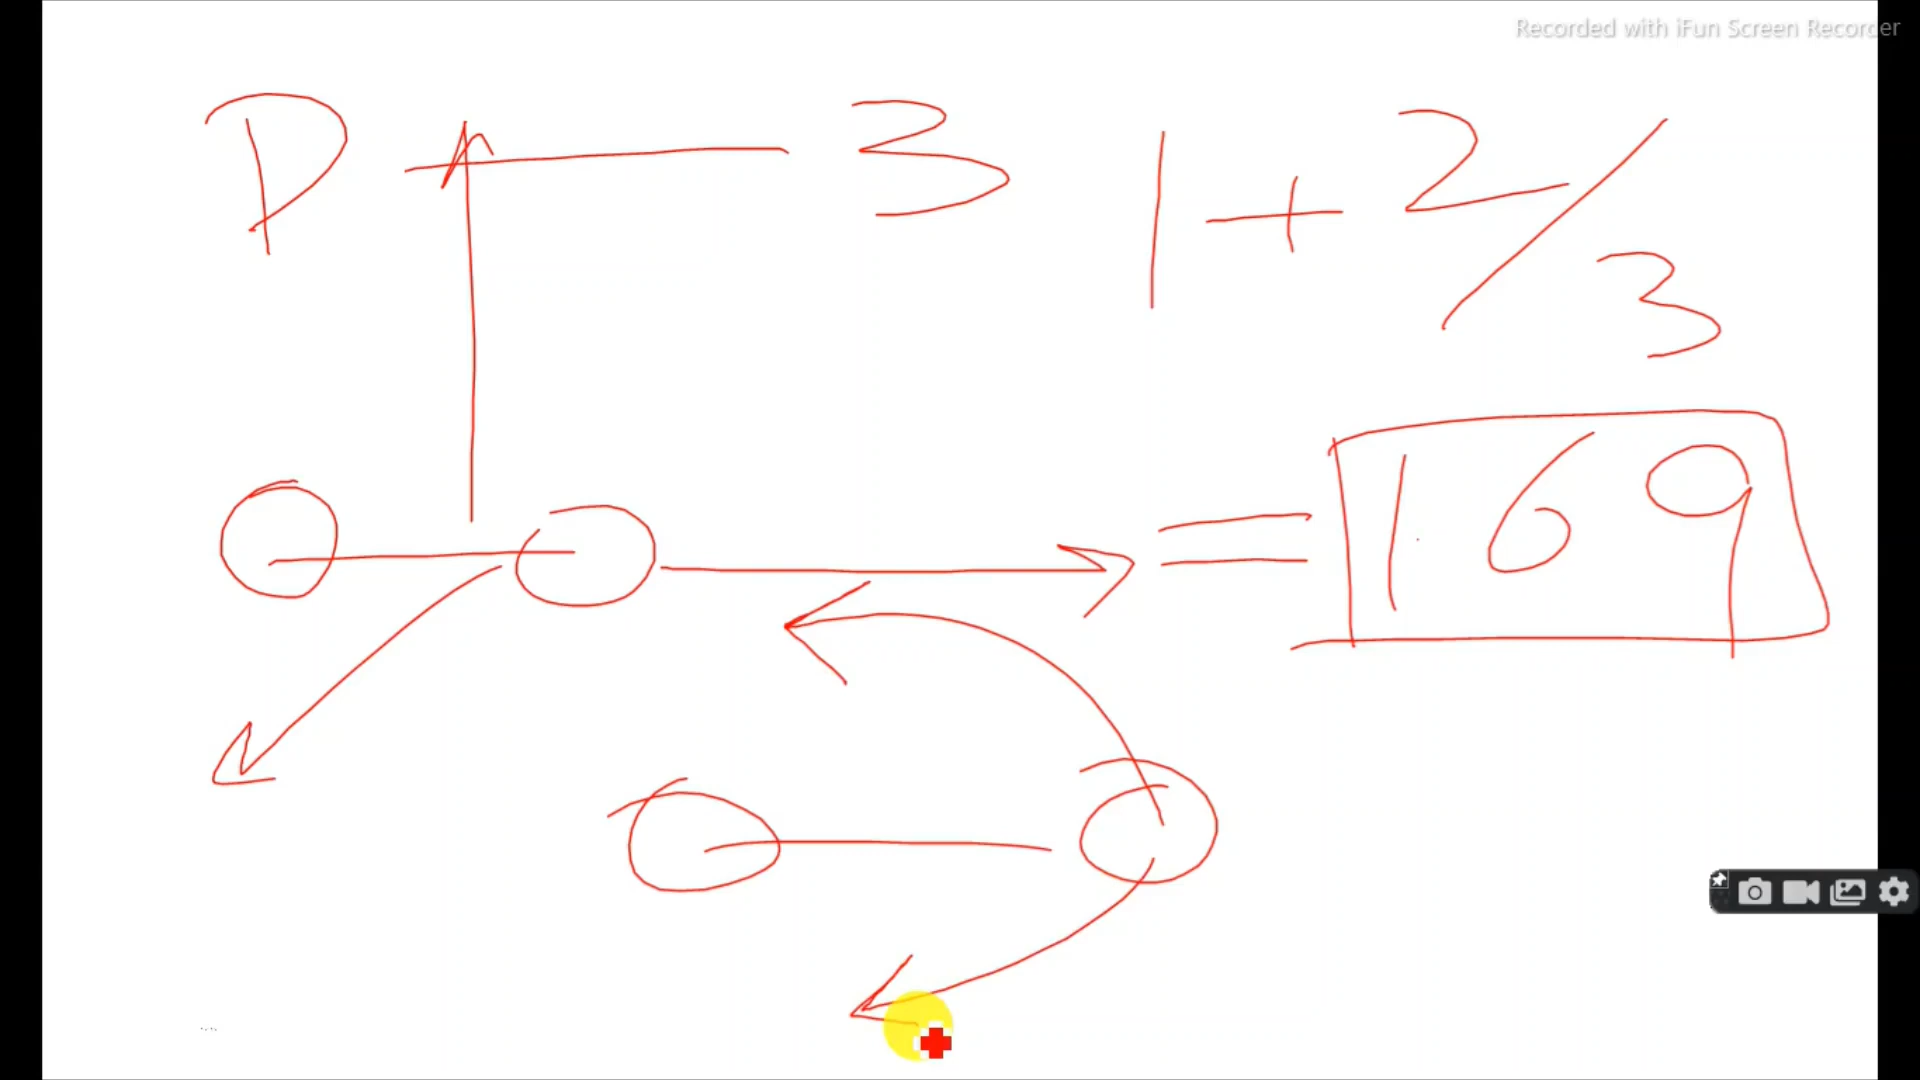 Recorded with iFun Screen Recorder
P 3 1 + 2/3
= 169